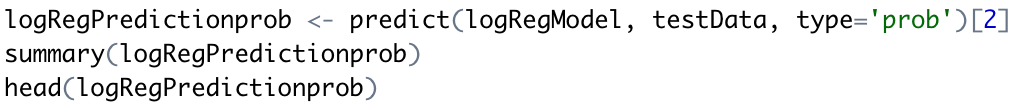 logRegPredictionprob <- predict(logRegModel, testData, type='prob')[2]
summary(logRegPredictionprob)
head(logRegPredictionprob)